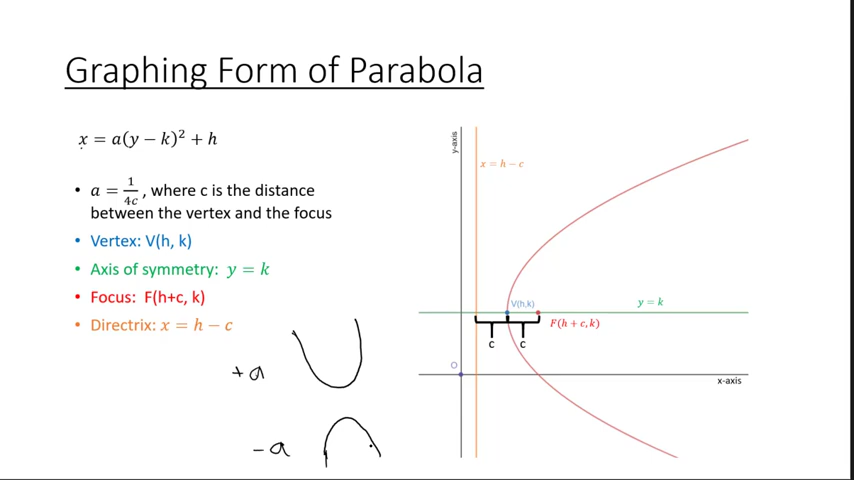 Graphing Form of Parabola
x = a(y − k)² + h
• a = 1/4c , where c is the distance
between the vertex and the focus
• Vertex: V(h, k)
• Axis of symmetry: y = k
• Focus: F(h+c, k)
• Directrix: x = h − c
+a
-a
y-axis
x = h − c
V(h,k)
y = k
F(h + c, k)
c
c
O
x-axis